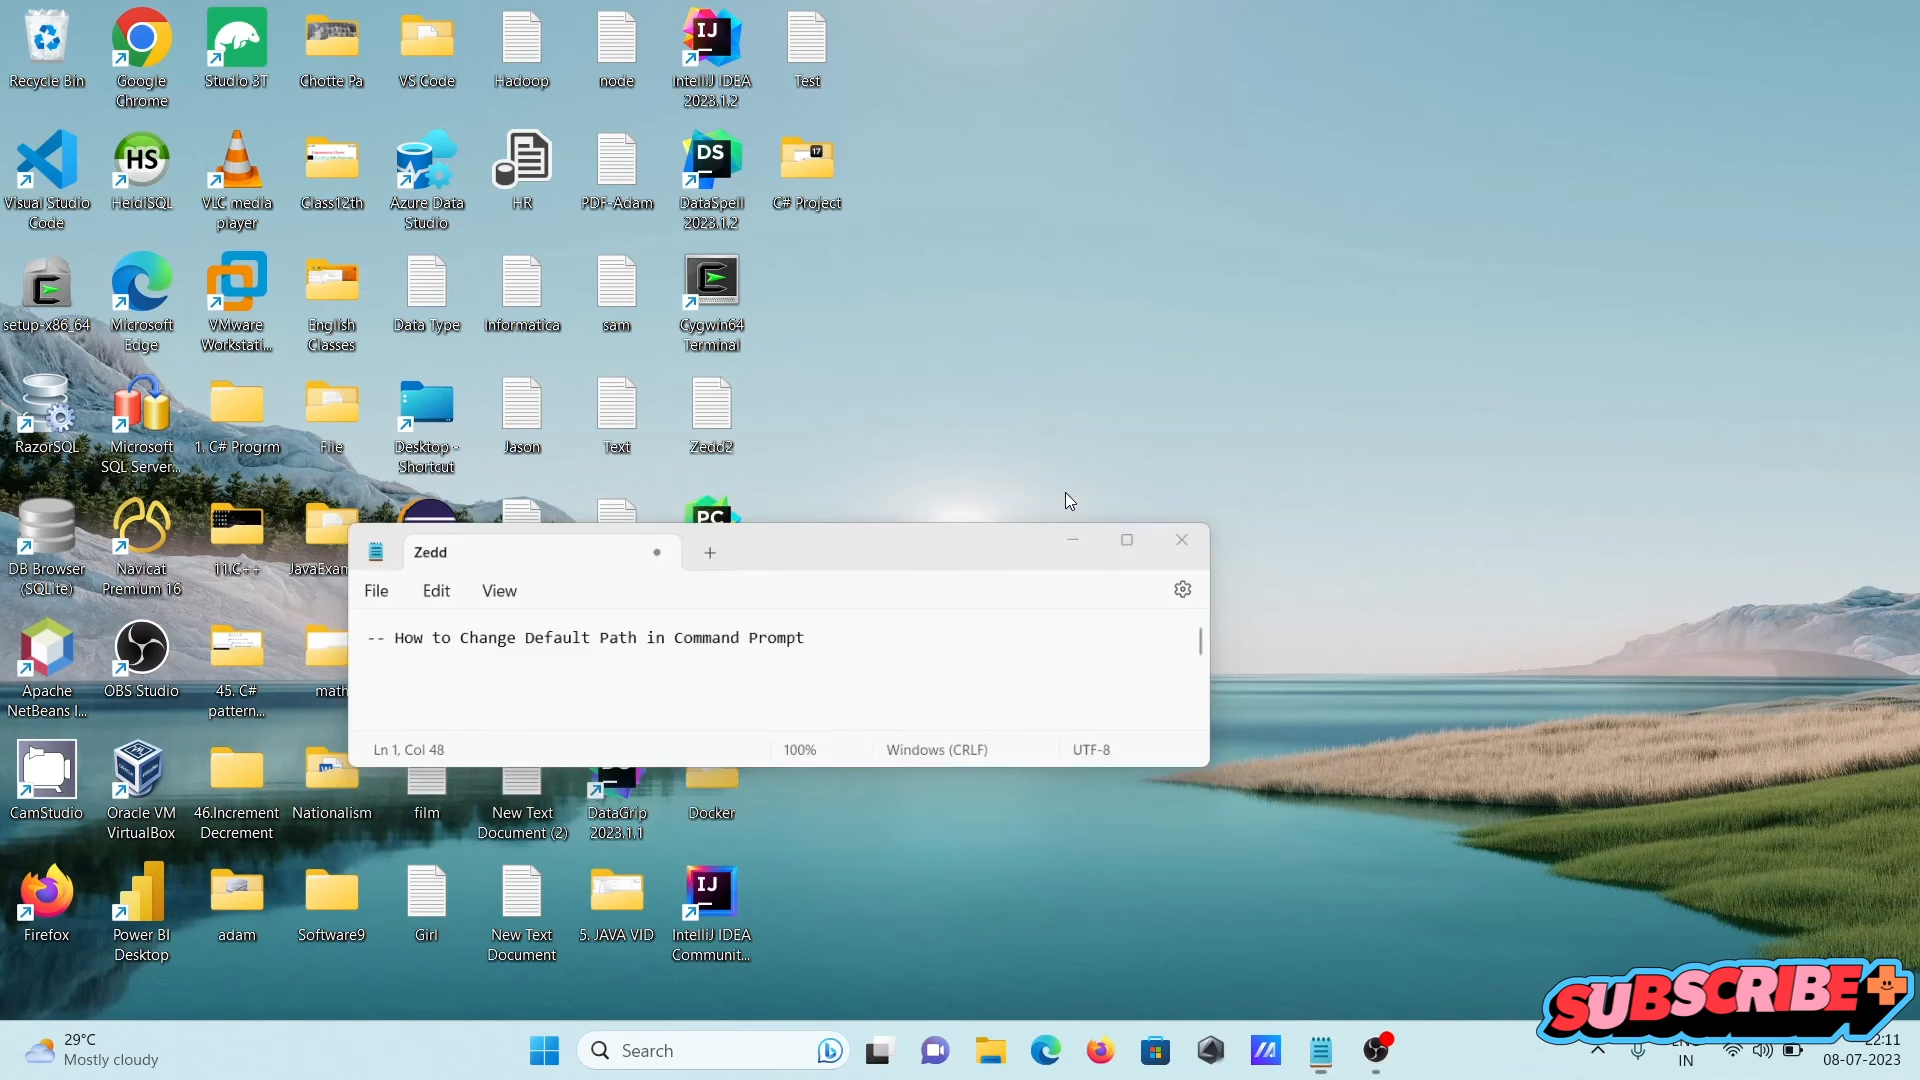 Recycle Bin
Google
Chrome
Studio 3T
Chotte Pa
VS Code
Hadoop
node
IntelliJ IDEA
2023.1.2
Test
Visual Studio
Code
HeidiSQL
VLC media
player
Class12th
Azure Data
Studio
HR
PDF-Adam
DataSpell
2023.1.2
C# Project
setup-x86_64
Microsoft
Edge
VMware
Workstati...
English
Classes
Data Type
Informatica
sam
Cygwin64
Terminal
RazorSQL
Microsoft
SQL Server...
1. C# Progrm
File
Desktop -
Shortcut
Jason
Text
Zedd2
DB Browser
(SQLite)
Navicat
Premium 16
11.C++
JavaExam
Zedd
File
Edit
View
-- How to Change Default Path in Command Prompt
Ln 1, Col 48
100%
Windows (CRLF)
UTF-8
Apache
NetBeans I...
OBS Studio
45. C#
pattern...
math
CamStudio
Oracle VM
VirtualBox
46.Increment
Decrement
Nationalism
film
New Text
Document (2)
DataGrip
2023.1.1
Docker
Firefox
Power BI
Desktop
adam
Software9
Girl
New Text
Document
5. JAVA VID
IntelliJ IDEA
Communit...
SUBSCRIBE
29°C
Mostly cloudy
Search
IN
22:11
08-07-2023